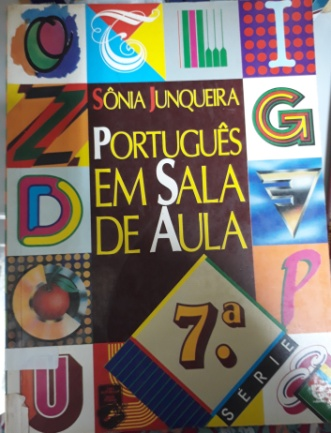 O T I
SÔNIA JUNQUEIRA
Z G
PORTUGUÊS
EM SALA
DE AULA
D
P
7.ª
SÉRIE
U